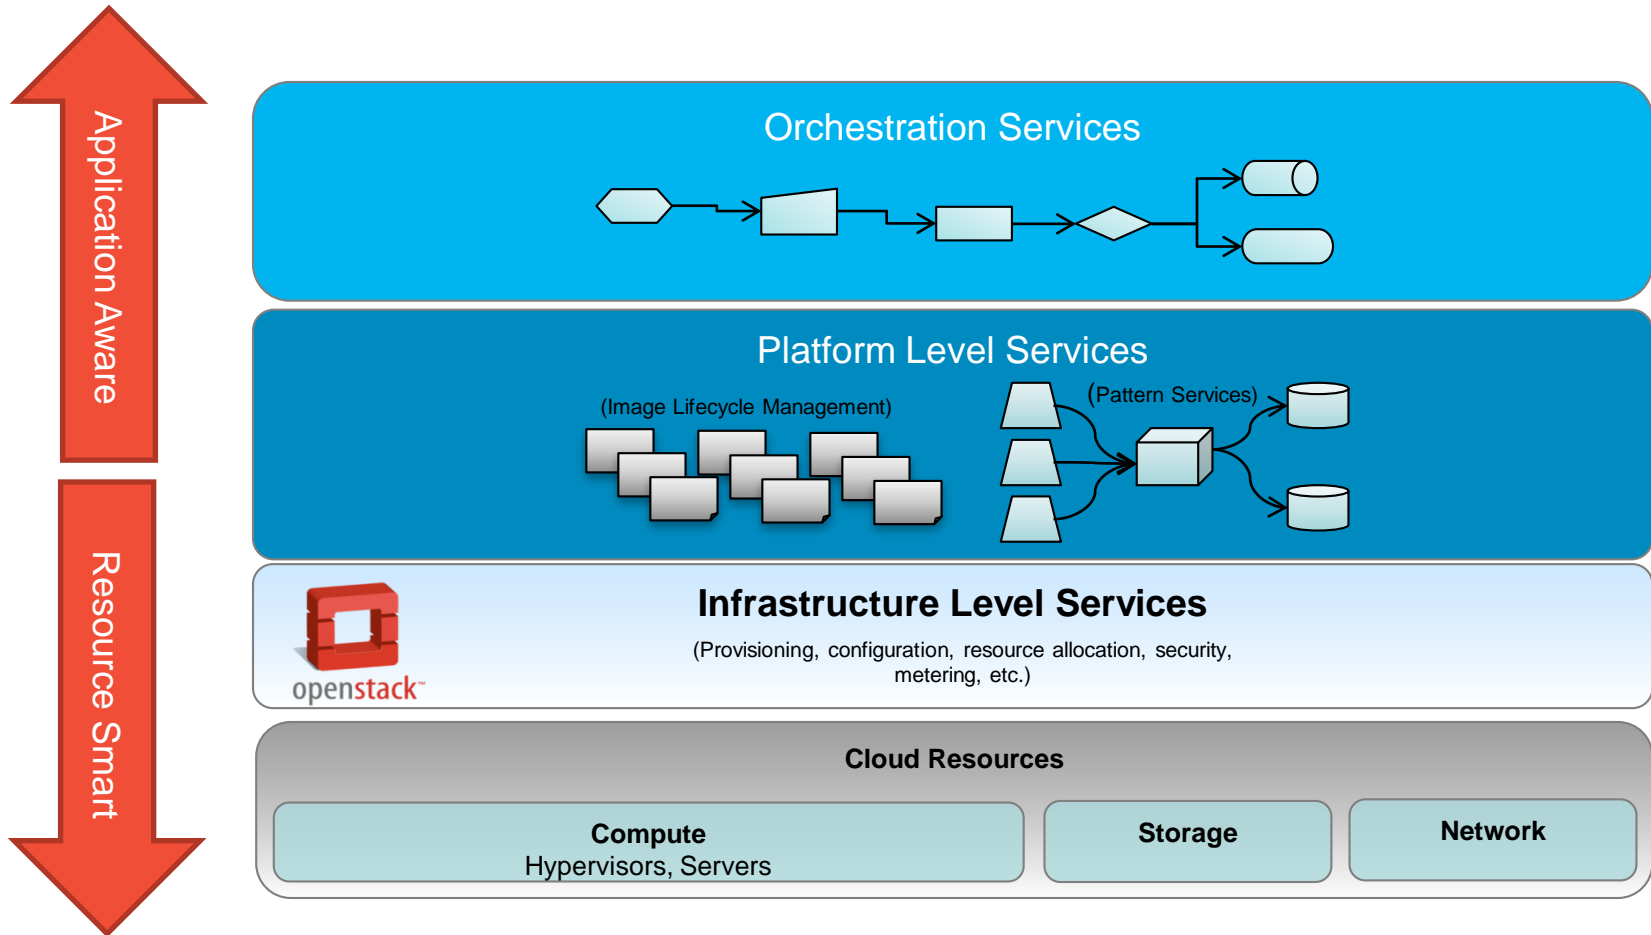 Application Aware
Resource Smart
Orchestration Services
Platform Level Services
(Image Lifecycle Management)
(Pattern Services)
openstack™
Infrastructure Level Services
(Provisioning, configuration, resource allocation, security,
metering, etc.)
Cloud Resources
Compute
Hypervisors, Servers
Storage
Network